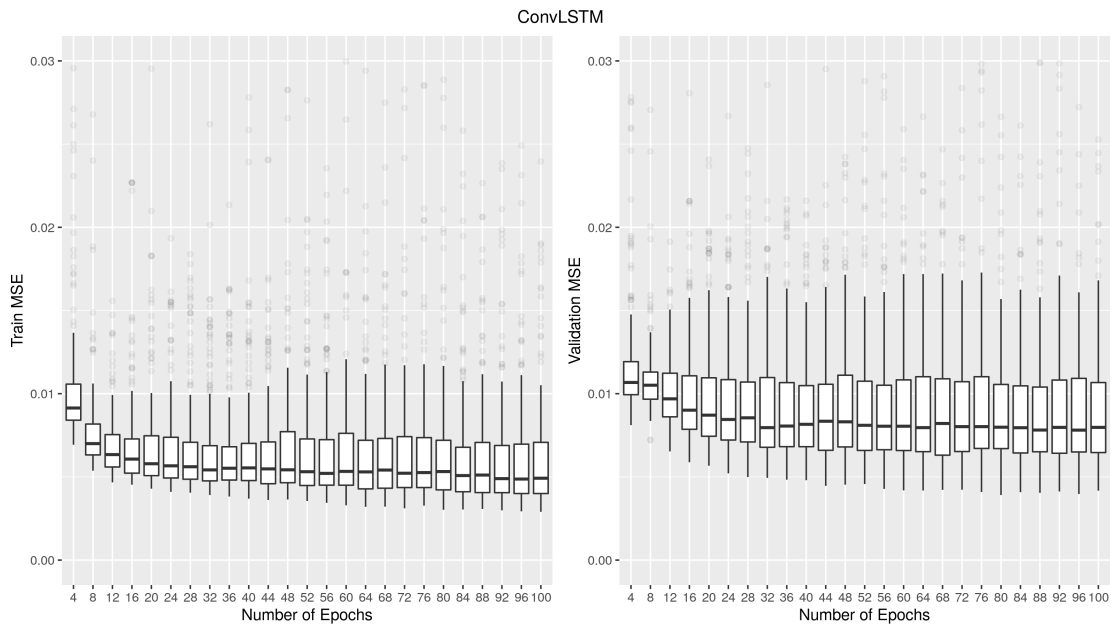 ConvLSTM
Train MSE
0.03
0.02
0.01
0.00
4 8 12 16 20 24 28 32 36 40 44 48 52 56 60 64 68 72 76 80 84 88 92 96 100
Number of Epochs
Validation MSE
0.03
0.02
0.01
0.00
4 8 12 16 20 24 28 32 36 40 44 48 52 56 60 64 68 72 76 80 84 88 92 96 100
Number of Epochs